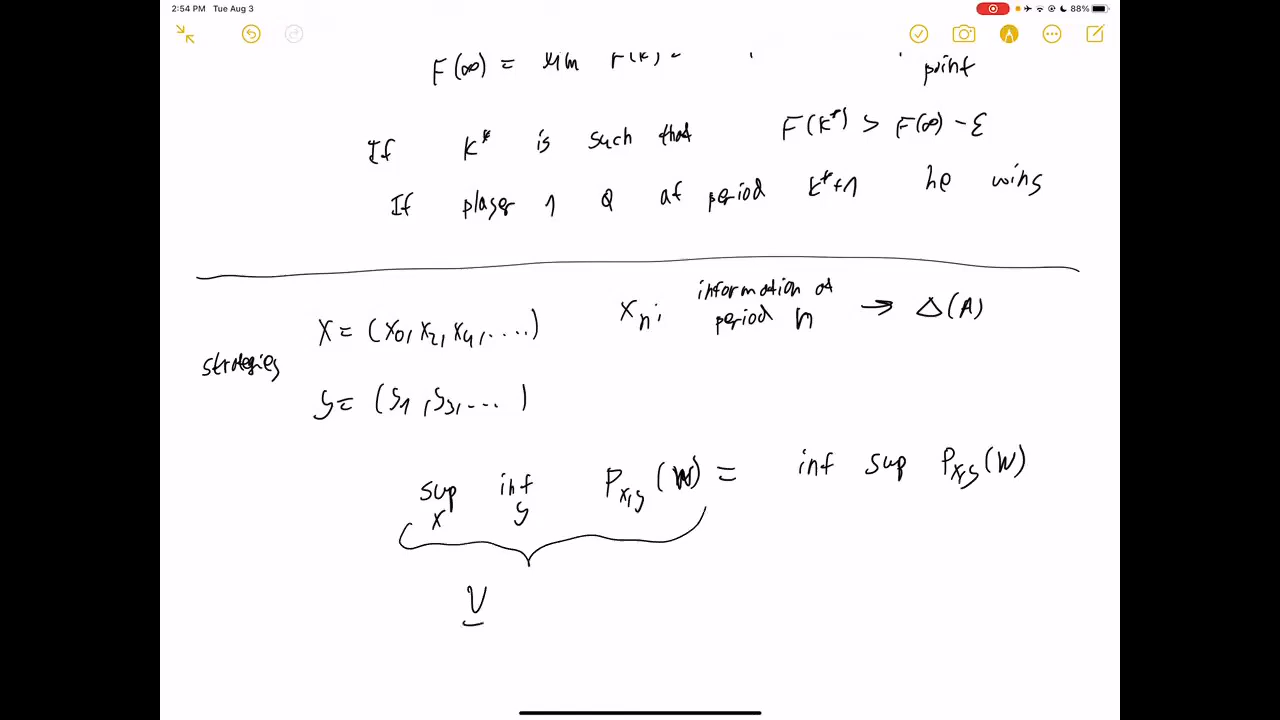 2:54 PM Tue Aug 3 88%
F(∞) = lim F(k) =
point
If k* is such that F(k*) > F(∞) - ε
If player 1 Q at period k*+1 he wins
strategies
x = (x0, x2, x4, ....) xn: information at period n → Δ(A)
y = (y1, y3, ... )
sup x inf y Px,y (W) = inf sup Px,y (W)
V